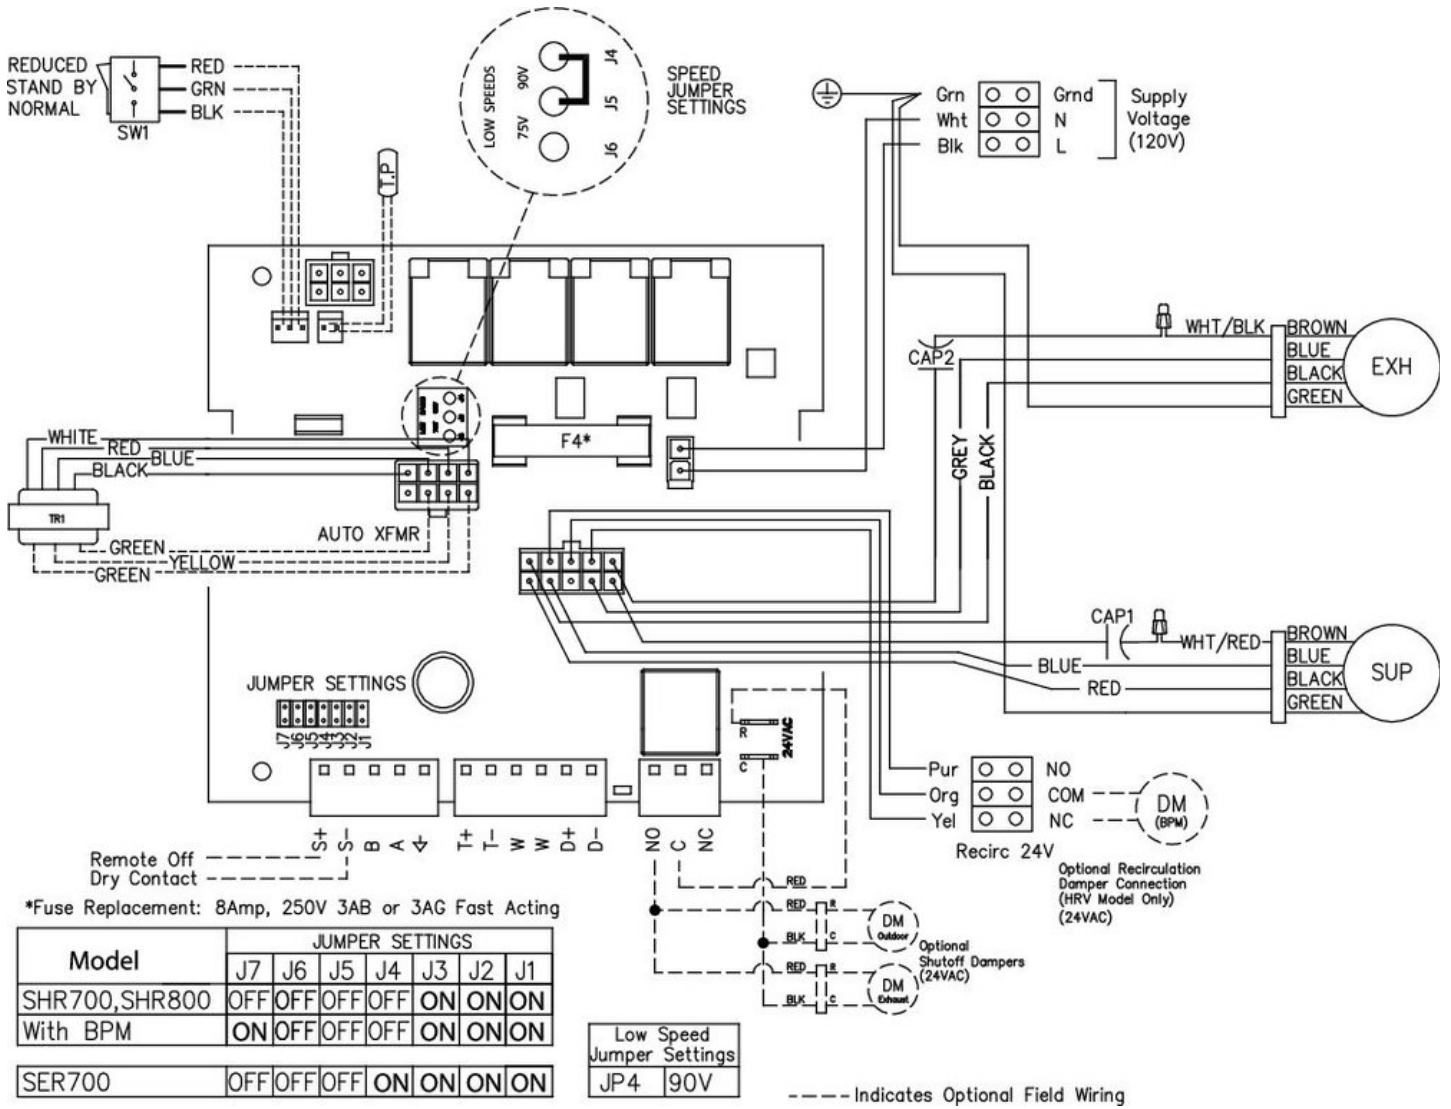 REDUCED
STAND BY
NORMAL
SW1
RED
GRN
BLK
T.P
LOW SPEEDS
90V
75V
J4
J5
J6
SPEED
JUMPER
SETTINGS
Grn
Wht
Blk
Grnd
N
L
Supply
Voltage
(120V)
WHITE
RED
BLUE
BLACK
TR1
GREEN
YELLOW
GREEN
AUTO XFMR
F4*
CAP2
GREY
BLACK
WHT/BLK
BROWN
BLUE
BLACK
GREEN
EXH
CAP1
WHT/RED
BLUE
RED
BROWN
BLUE
BLACK
GREEN
SUP
JUMPER SETTINGS
J7
J6
J5
J4
J3
J2
J1
R
C
24VAC
S+
S-
B
A
T+
T-
W
W
D+
D-
NO
C
NC
Pur
Org
Yel
NO
COM
NC
Recirc 24V
DM
(BPM)
Optional Recirculation
Damper Connection
(HRV Model Only)
(24VAC)
Remote Off
Dry Contact
RED
RED R
BLK C
DM
Outdoor
RED R
BLK C
DM
Exhaust
Optional
Shutoff Dampers
(24VAC)
*Fuse Replacement: 8Amp, 250V 3AB or 3AG Fast Acting
Model
JUMPER SETTINGS
J7 J6 J5 J4 J3 J2 J1
SHR700,SHR800 OFF OFF OFF OFF ON ON ON
With BPM ON OFF OFF OFF ON ON ON
SER700 OFF OFF OFF ON ON ON ON
Low Speed
Jumper Settings
JP4 90V
Indicates Optional Field Wiring